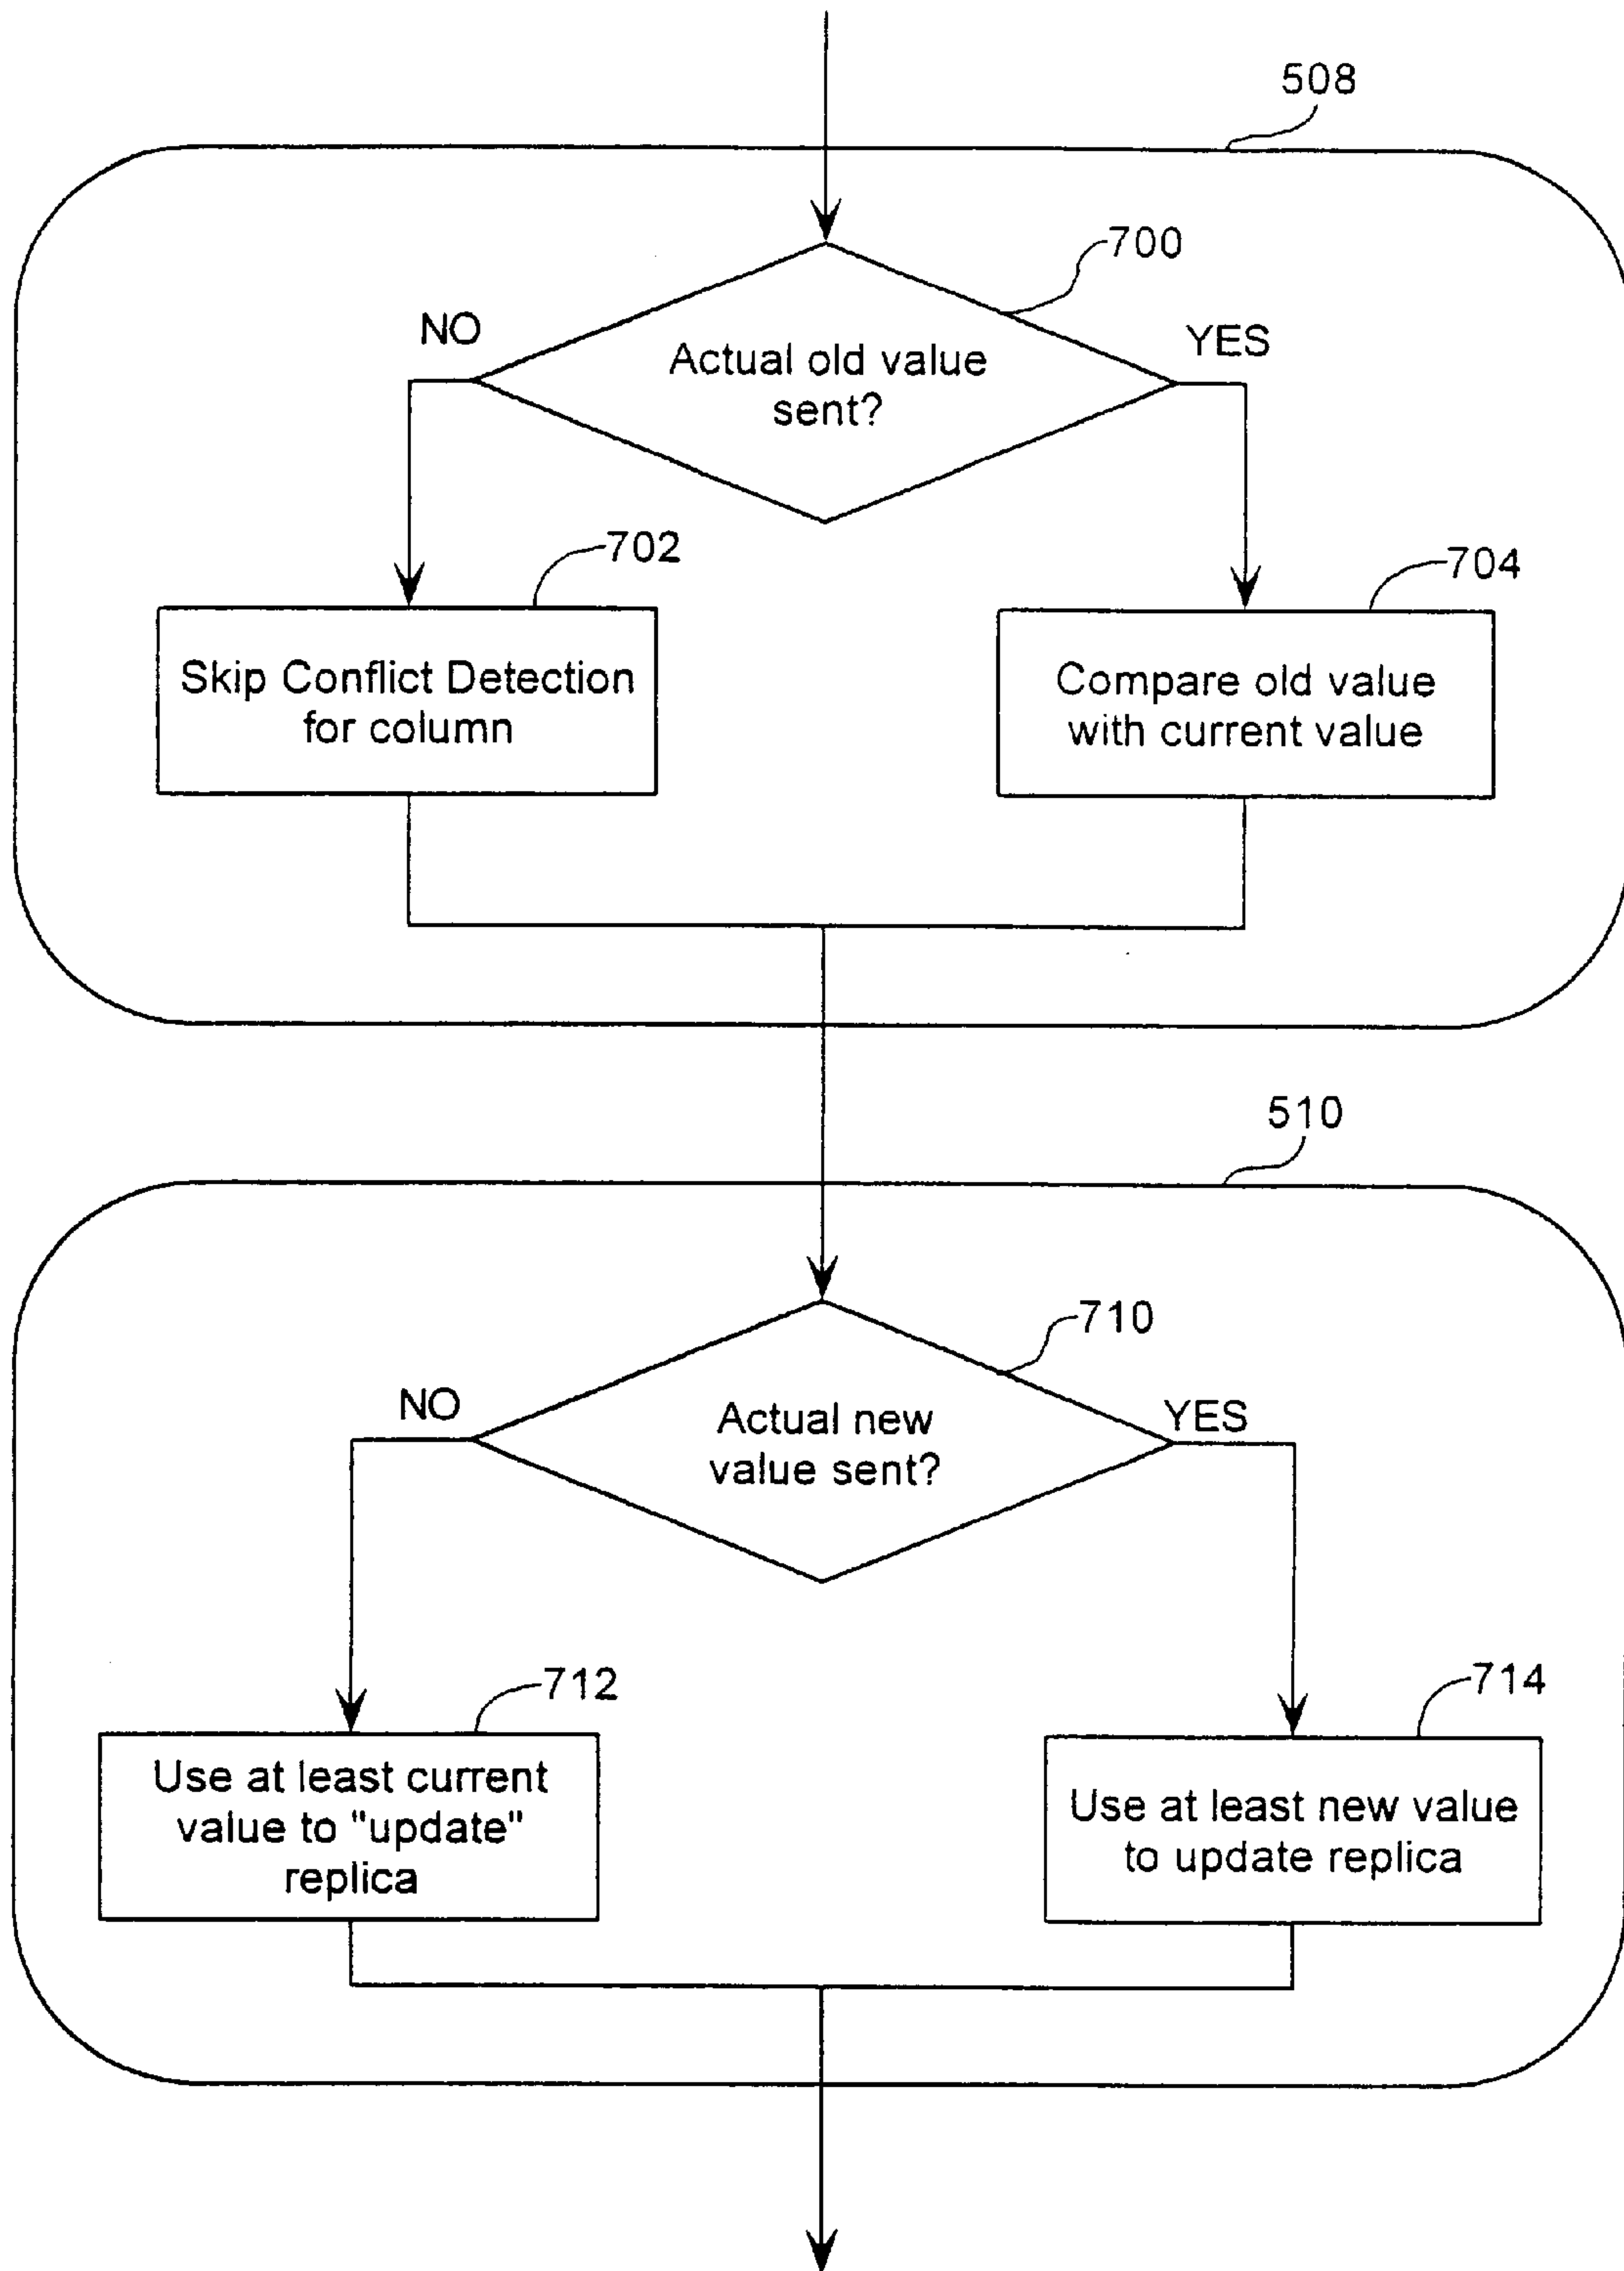 508
700
NO
YES
Actual old value
sent?
702
704
Skip Conflict Detection
for column
Compare old value
with current value
510
710
NO
YES
Actual new
value sent?
712
714
Use at least current
value to "update"
replica
Use at least new value
to update replica